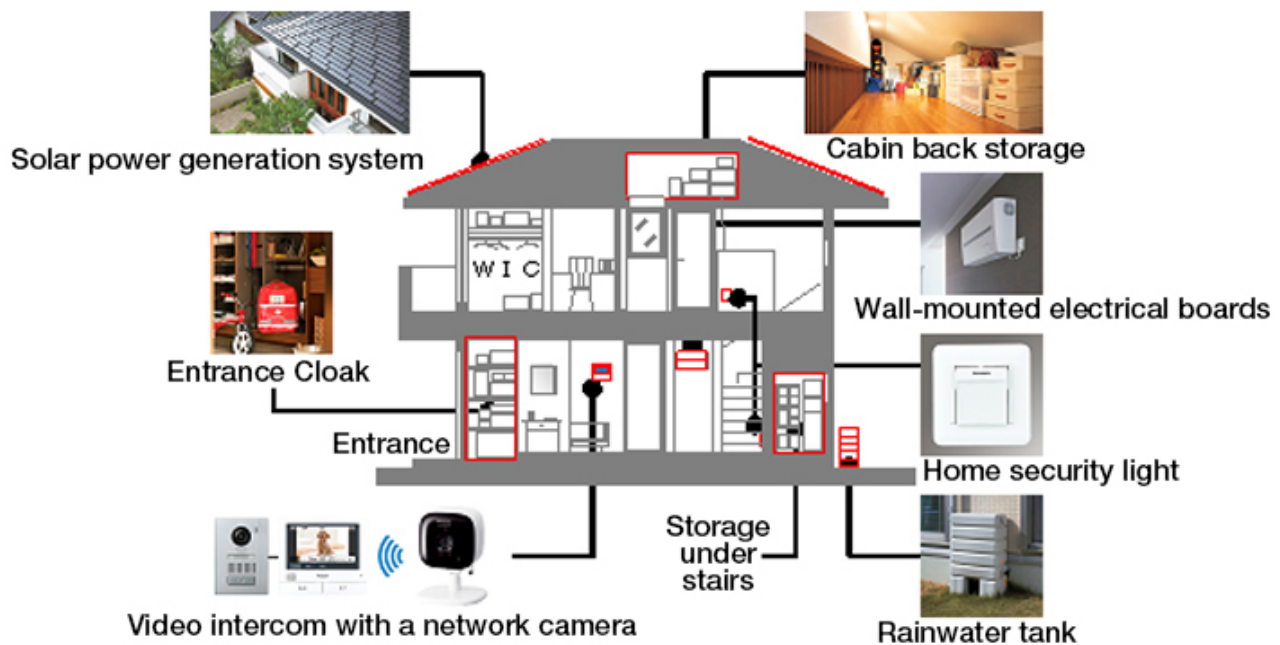 Solar power generation system
Cabin back storage
WIC
Wall-mounted electrical boards
Entrance Cloak
Entrance
Home security light
Storage
under
stairs
Video intercom with a network camera
Rainwater tank